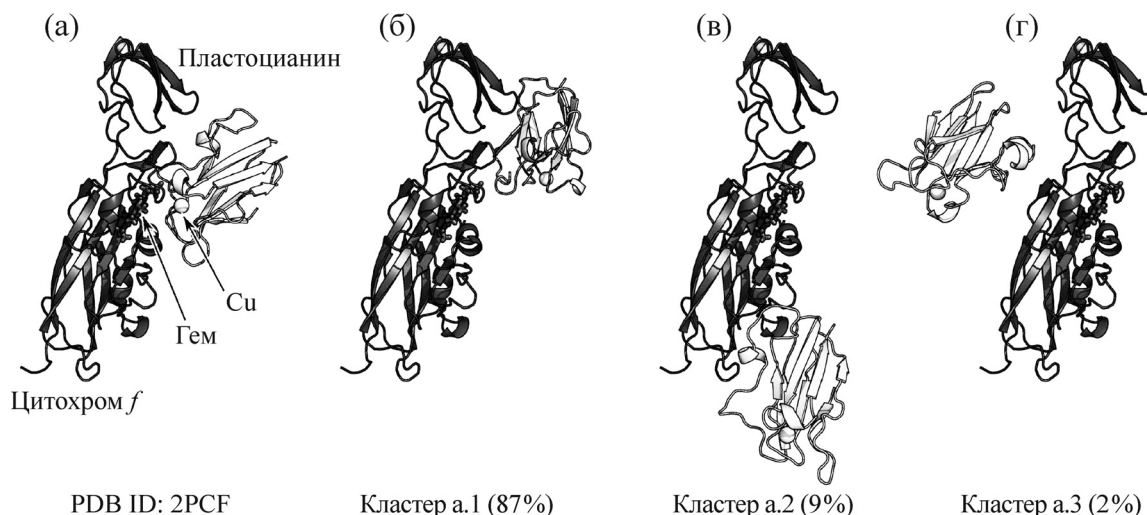 (а)
(б)
(в)
(г)
Пластоцианин
Cu
Гем
Цитохром f
PDB ID: 2PCF
Кластер а.1 (87%)
Кластер а.2 (9%)
Кластер а.3 (2%)